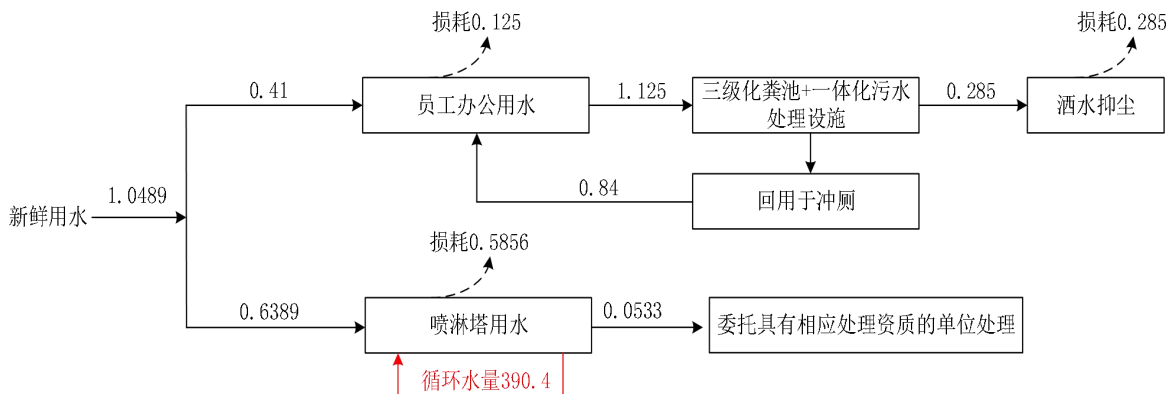 损耗0.125
损耗0.285
0.41
员工办公用水
1.125
三级化粪池+一体化污水
处理设施
0.285
洒水抑尘
新鲜用水
1.0489
0.84
回用于冲厕
损耗0.5856
0.6389
喷淋塔用水
0.0533
委托具有相应处理资质的单位处理
循环水量390.4